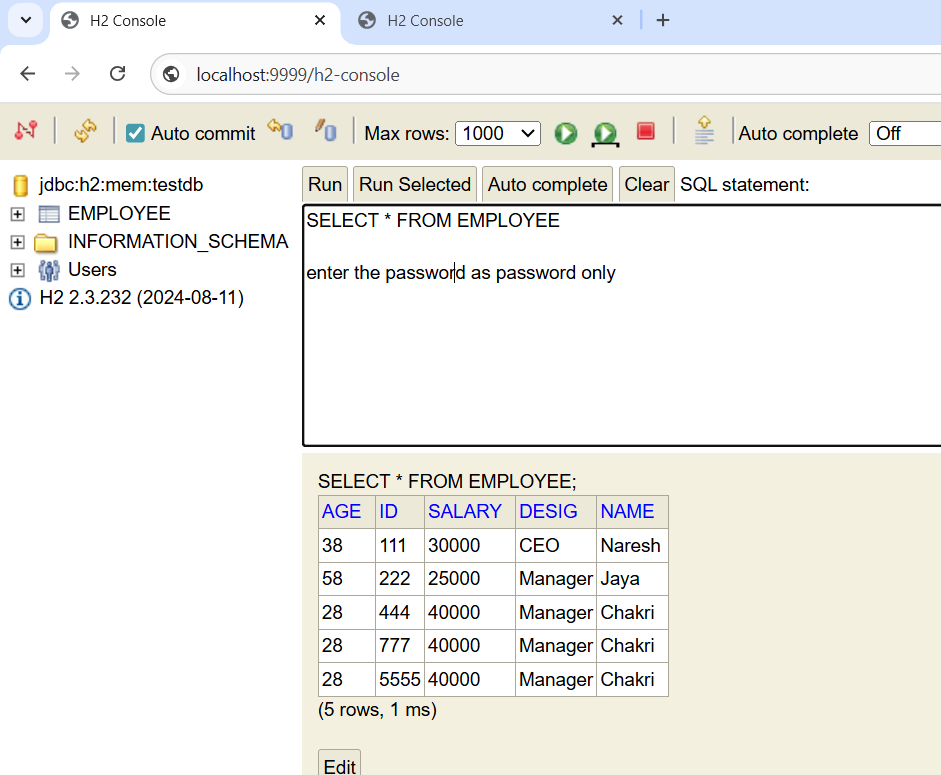 H2 Console
H2 Console
localhost:9999/h2-console
Auto commit Max rows: 1000 Auto complete Off
jdbc:h2:mem:testdb
EMPLOYEE
INFORMATION_SCHEMA
Users
H2 2.3.232 (2024-08-11)
Run Run Selected Auto complete Clear SQL statement:
SELECT * FROM EMPLOYEE
enter the password as password only
SELECT * FROM EMPLOYEE;
AGE ID SALARY DESIG NAME
38 111 30000 CEO Naresh
58 222 25000 Manager Jaya
28 444 40000 Manager Chakri
28 777 40000 Manager Chakri
28 5555 40000 Manager Chakri
(5 rows, 1 ms)
Edit